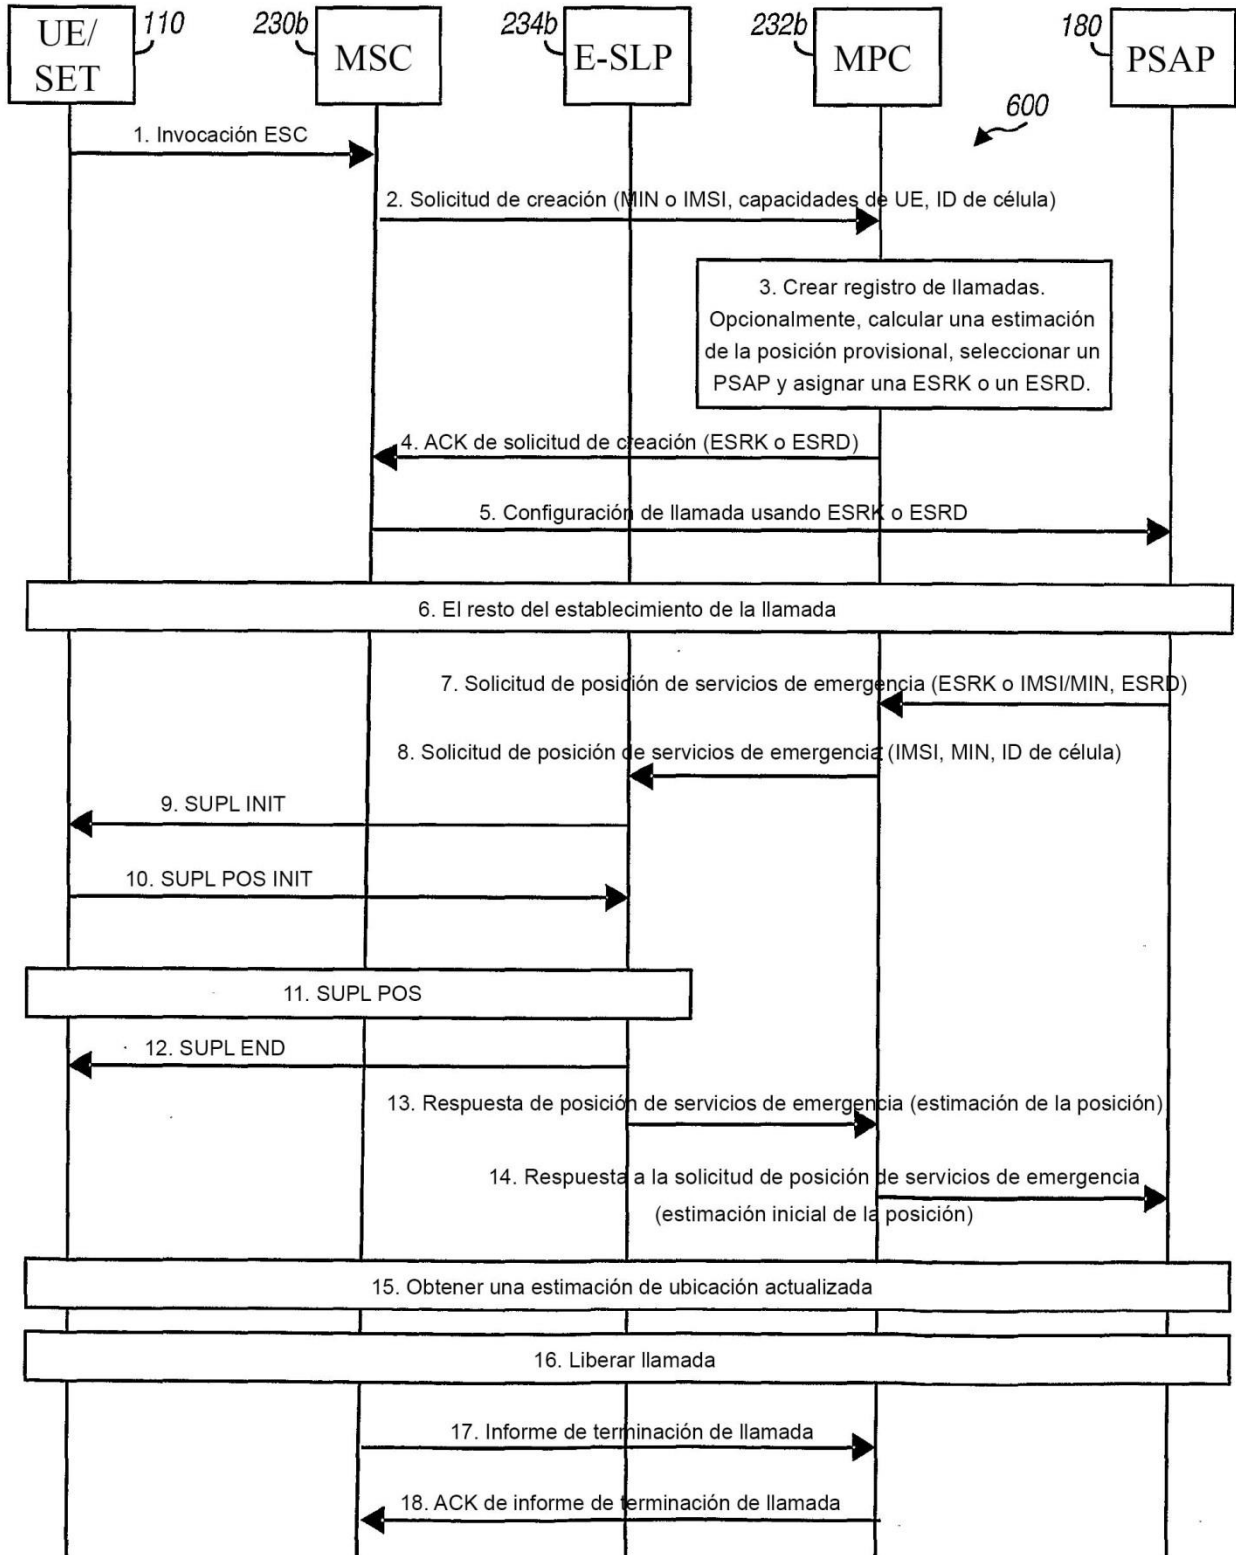 UE/
SET
110
230b
MSC
234b
E-SLP
232b
MPC
180
PSAP
600
1. Invocación ESC
2. Solicitud de creación (MIN o IMSI, capacidades de UE, ID de célula)
3. Crear registro de llamadas.
Opcionalmente, calcular una estimación
de la posición provisional, seleccionar un
PSAP y asignar una ESRK o un ESRD.
4. ACK de solicitud de creación (ESRK o ESRD)
5. Configuración de llamada usando ESRK o ESRD
6. El resto del establecimiento de la llamada
7. Solicitud de posición de servicios de emergencia (ESRK o IMSI/MIN, ESRD)
8. Solicitud de posición de servicios de emergencia (IMSI, MIN, ID de célula)
9. SUPL INIT
10. SUPL POS INIT
11. SUPL POS
12. SUPL END
13. Respuesta de posición de servicios de emergencia (estimación de la posición)
14. Respuesta a la solicitud de posición de servicios de emergencia
(estimación inicial de la posición)
15. Obtener una estimación de ubicación actualizada
16. Liberar llamada
17. Informe de terminación de llamada
18. ACK de informe de terminación de llamada